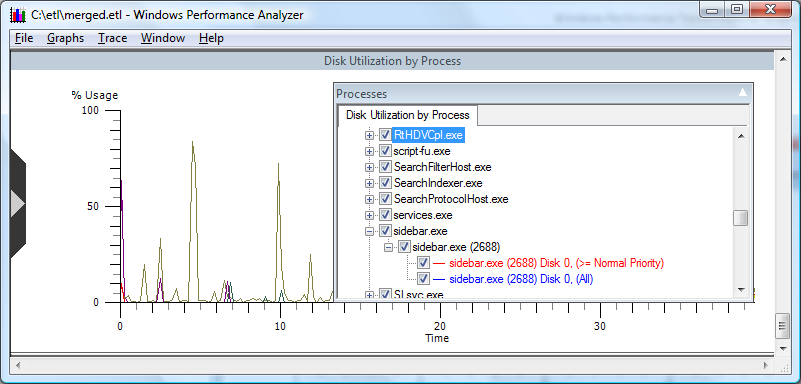 C:\etl\merged.etl - Windows Performance Analyzer
File Graphs Trace Window Help
Disk Utilization by Process
% Usage
100
50
0
Processes
Disk Utilization by Process
RtHDVCpl.exe
script-fu.exe
SearchFilterHost.exe
SearchIndexer.exe
SearchProtocolHost.exe
services.exe
sidebar.exe
sidebar.exe (2688)
sidebar.exe (2688) Disk 0, (>= Normal Priority)
sidebar.exe (2688) Disk 0, (All)
SLsvc.exe
0 10 20 30
Time